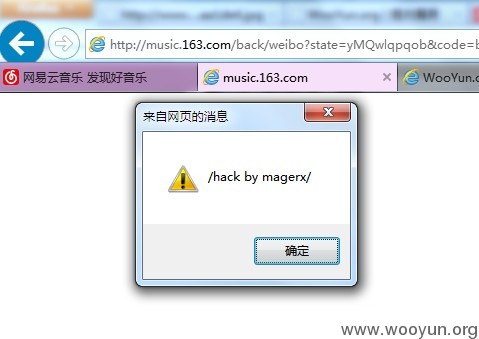 http://music.163.com/back/weibo?state=yMQwlqpqob&code=b
网易云音乐 发现好音乐
music.163.com
WooYun.o
来自网页的消息
/hack by magerx/
确定
www.wooyun.org